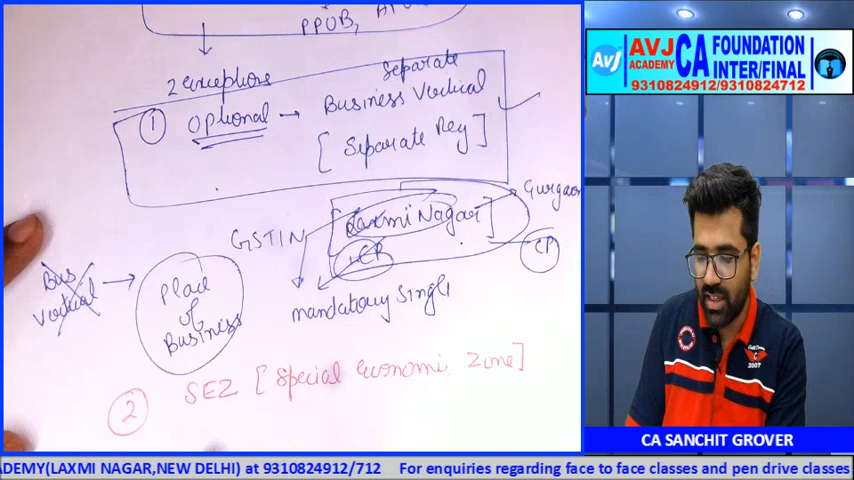 PPOB,
2 exceptions
① Optional → Separate
Business Vertical
[Separate Reg]
GSTIN
Laxmi Nagar]
Gurgaon
CP
CP
mandatory single
Bus
Vertical → Place
of
Business
② SEZ [Special Economic Zone]
AVJ
AVJ
ACADEMY
CA
FOUNDATION
INTER/FINAL
9310824912/9310824712
2007
CA SANCHIT GROVER
ADEMY(LAXMI NAGAR,NEW DELHI) at 9310824912/712 For enquiries regarding face to face classes and pen drive classes